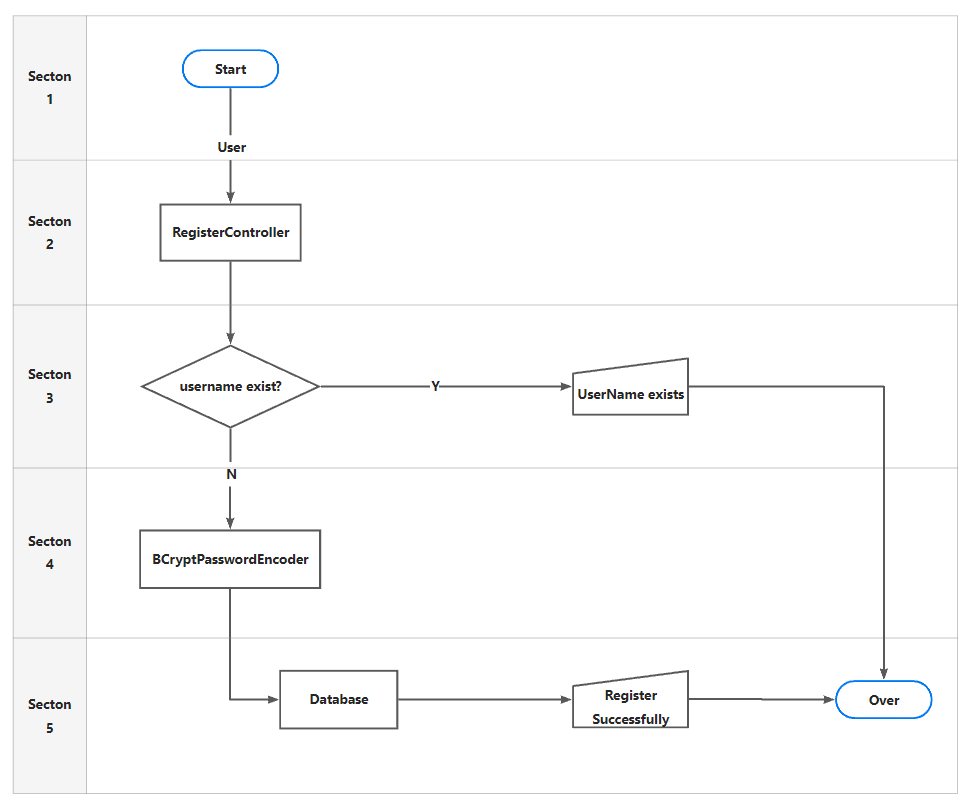 Secton
1
Start
User
Secton
2
RegisterController
Secton
3
username exist?
Y
UserName exists
N
Secton
4
BCryptPasswordEncoder
Secton
5
Database
Register
Successfully
Over